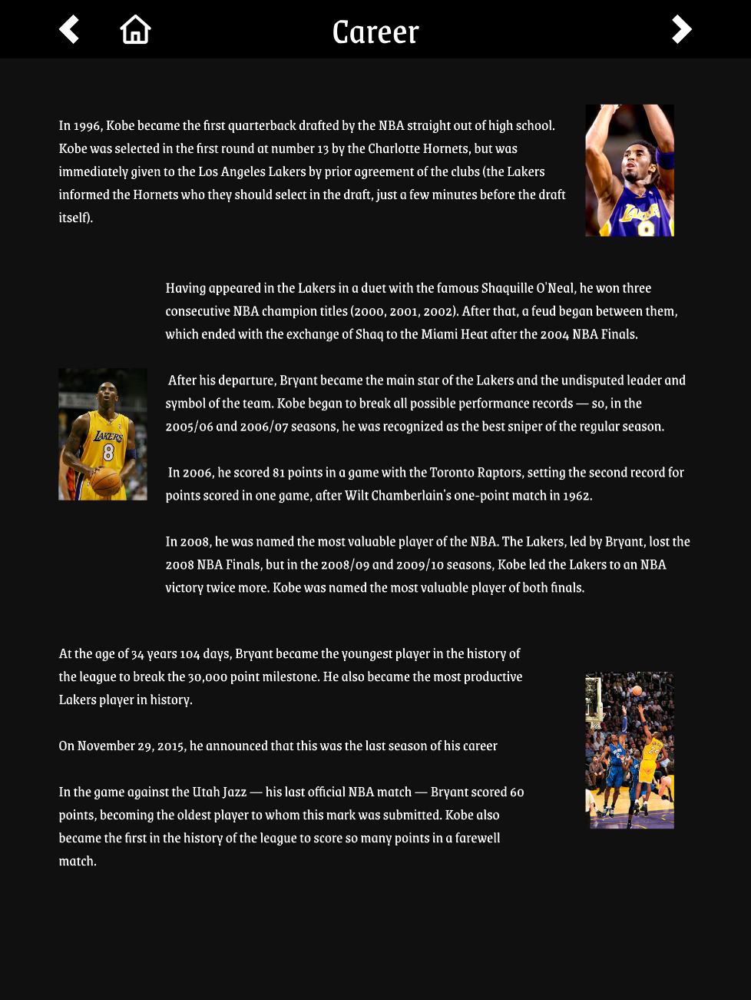 Career
In 1996, Kobe became the first quarterback drafted by the NBA straight out of high school.
Kobe was selected in the first round at number 13 by the Charlotte Hornets, but was
immediately given to the Los Angeles Lakers by prior agreement of the clubs (the Lakers
informed the Hornets who they should select in the draft, just a few minutes before the draft
itself).
LAKERS
8
Having appeared in the Lakers in a duet with the famous Shaquille O'Neal, he won three
consecutive NBA champion titles (2000, 2001, 2002). After that, a feud began between them,
which ended with the exchange of Shaq to the Miami Heat after the 2004 NBA Finals.
After his departure, Bryant became the main star of the Lakers and the undisputed leader and
symbol of the team. Kobe began to break all possible performance records — so, in the
2005/06 and 2006/07 seasons, he was recognized as the best sniper of the regular season.
In 2006, he scored 81 points in a game with the Toronto Raptors, setting the second record for
points scored in one game, after Wilt Chamberlain's one-point match in 1962.
In 2008, he was named the most valuable player of the NBA. The Lakers, led by Bryant, lost the
2008 NBA Finals, but in the 2008/09 and 2009/10 seasons, Kobe led the Lakers to an NBA
victory twice more. Kobe was named the most valuable player of both finals.
LAKERS
8
At the age of 34 years 104 days, Bryant became the youngest player in the history of
the league to break the 30,000 point milestone. He also became the most productive
Lakers player in history.
On November 29, 2015, he announced that this was the last season of his career
In the game against the Utah Jazz — his last official NBA match — Bryant scored 60
points, becoming the oldest player to whom this mark was submitted. Kobe also
became the first in the history of the league to score so many points in a farewell
match.
24